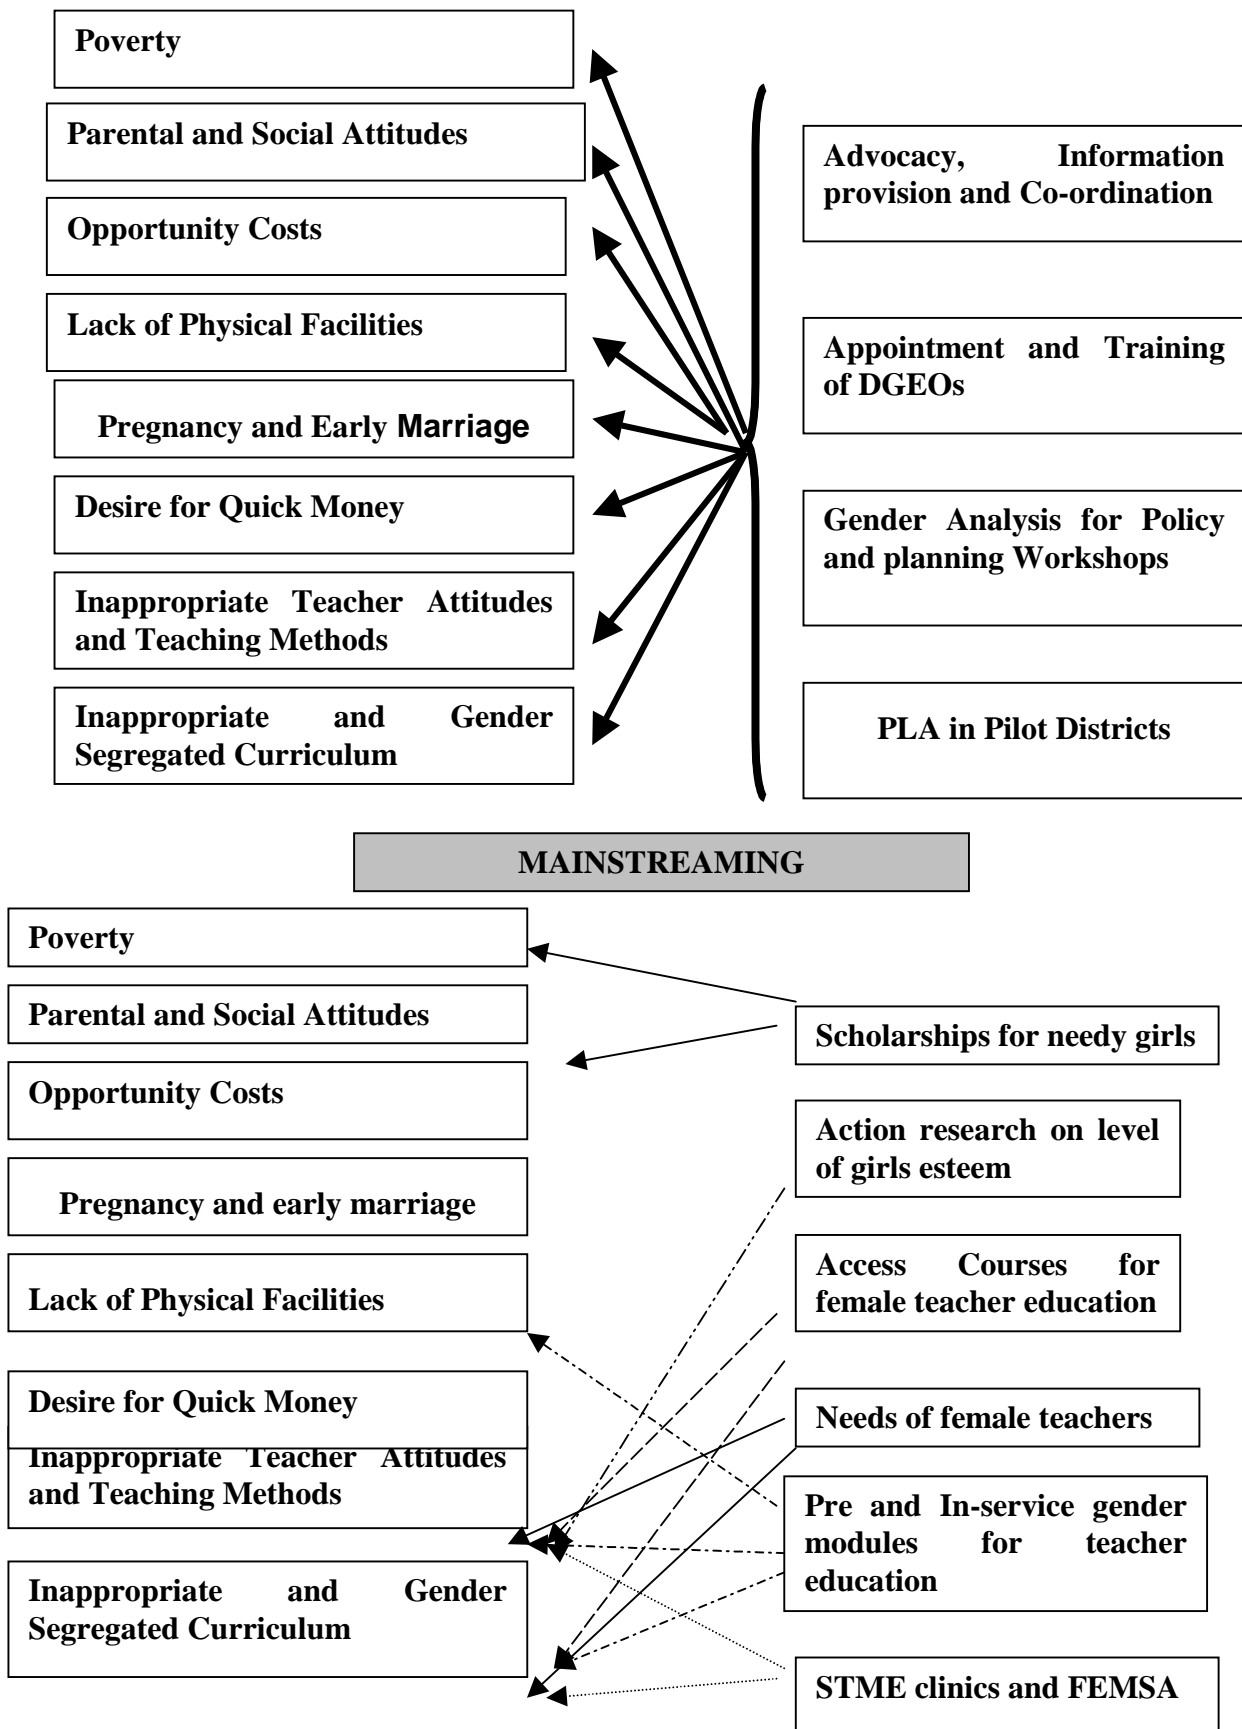 Poverty
Parental and Social Attitudes
Opportunity Costs
Lack of Physical Facilities
Pregnancy and Early Marriage
Desire for Quick Money
Inappropriate Teacher Attitudes
and Teaching Methods
Inappropriate and Gender
Segregated Curriculum
Advocacy, Information
provision and Co-ordination
Appointment and Training
of DGEOs
Gender Analysis for Policy
and planning Workshops
PLA in Pilot Districts
MAINSTREAMING
Poverty
Parental and Social Attitudes
Opportunity Costs
Pregnancy and early marriage
Lack of Physical Facilities
Desire for Quick Money
Inappropriate Teacher Attitudes
and Teaching Methods
Inappropriate and Gender
Segregated Curriculum
Scholarships for needy girls
Action research on level
of girls esteem
Access Courses for
female teacher education
Needs of female teachers
Pre and In-service gender
modules for teacher
education
STME clinics and FEMSA